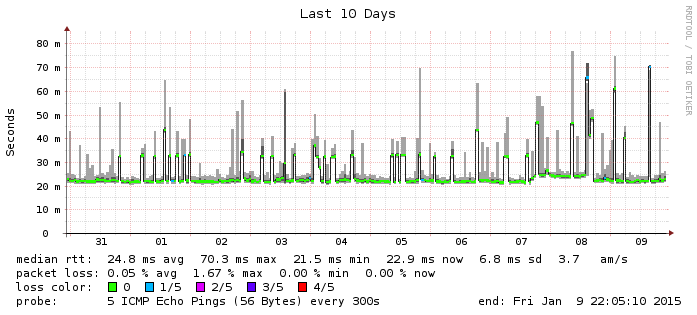 Last 10 Days
RRDTOOL / TOBI OETIKER
Seconds
80 m
70 m
60 m
50 m
40 m
30 m
20 m
10 m
0
31 01 02 03 04 05 06 07 08 09
median rtt: 24.8 ms avg 70.3 ms max 21.5 ms min 22.9 ms now 6.8 ms sd 3.7 am/s
packet loss: 0.05 % avg 1.67 % max 0.00 % min 0.00 % now
loss color: 0 1/5 2/5 3/5 4/5
probe: 5 ICMP Echo Pings (56 Bytes) every 300s end: Fri Jan 9 22:05:10 2015